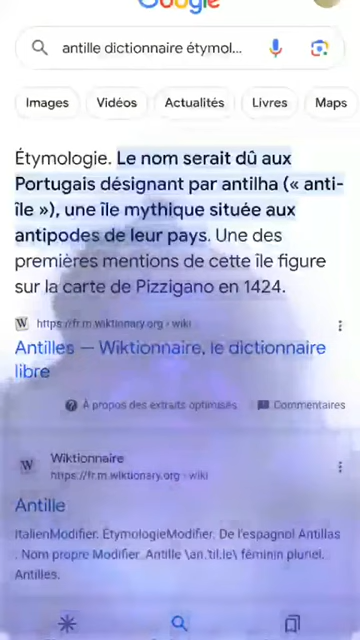 Google
antille dictionnaire étymol...
Images Vidéos Actualités Livres Maps
Étymologie. Le nom serait dû aux
Portugais désignant par antilha (« anti-
île »), une île mythique située aux
antipodes de leur pays. Une des
premières mentions de cette île figure
sur la carte de Pizzigano en 1424.
W https://fr.m.wiktionary.org › wiki
Antilles — Wiktionnaire, le dictionnaire
libre
À propos des extraits optimisés Commentaires
W Wiktionnaire
https://fr.m.wiktionary.org › wiki
Antille
ItalienModifier. ÉtymologieModifier. De l'espagnol Antillas
. Nom propre Modifier. Antille \an.ˈtil.le\ féminin pluriel.
Antilles.